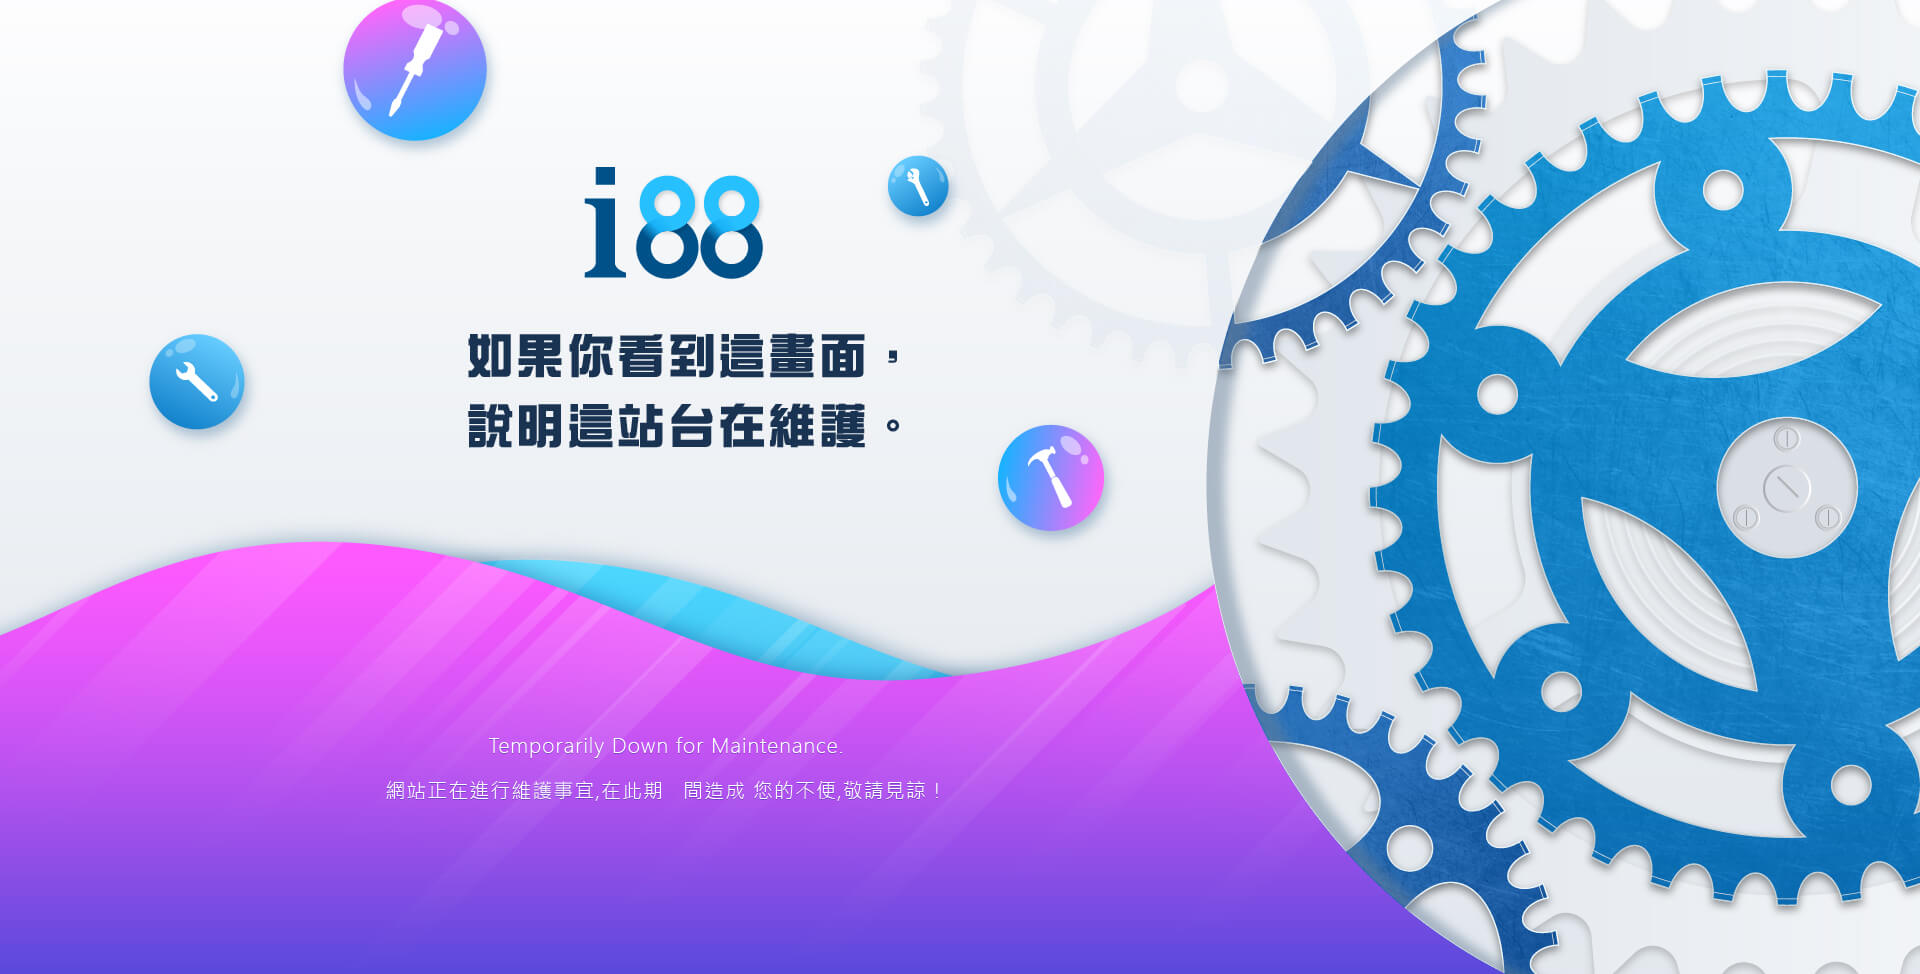 i88
如果你看到這畫面，
說明這站台在維護。
Temporarily Down for Maintenance.
網站正在進行維護事宜,在此期 間造成 您的不便,敬請見諒！